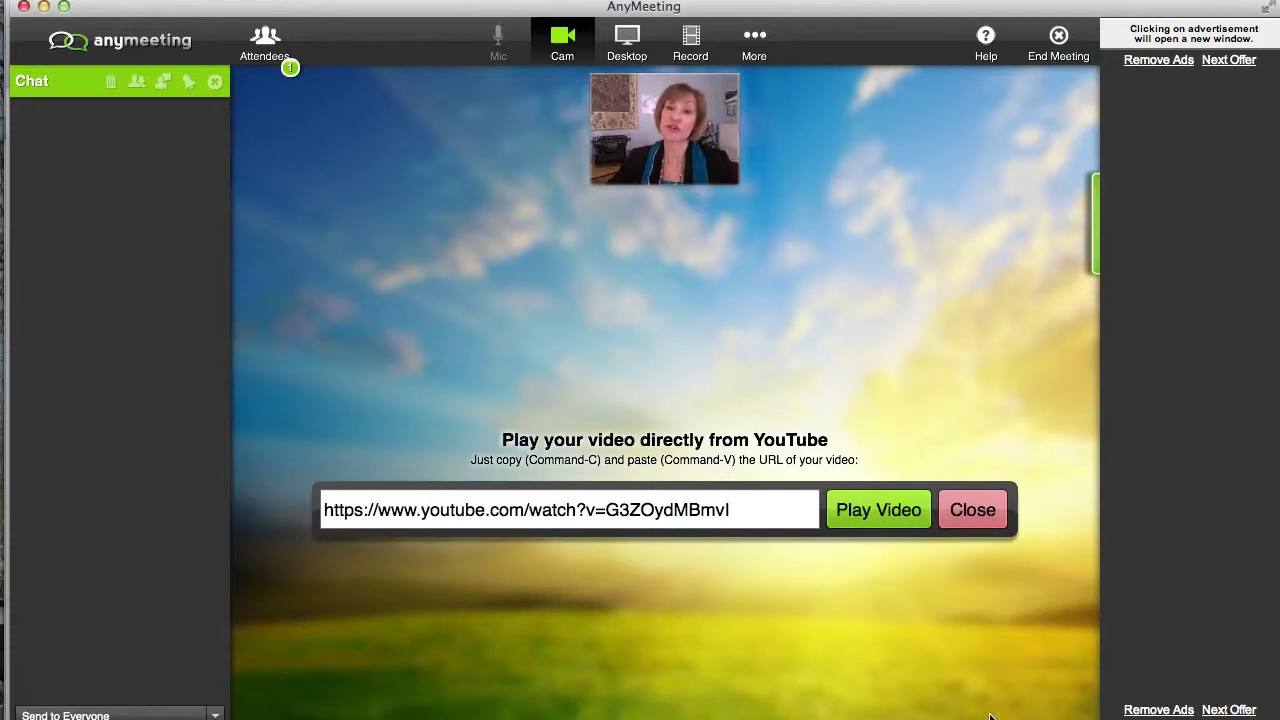 AnyMeeting
anymeeting
Attendees
1
Mic
Cam
Desktop
Record
More
Help
End Meeting
Clicking on advertisement
will open a new window.
Remove Ads Next Offer
Chat
Play your video directly from YouTube
Just copy (Command-C) and paste (Command-V) the URL of your video:
https://www.youtube.com/watch?v=G3ZOydMBmvI
Play Video
Close
Send to Everyone
Remove Ads Next Offer